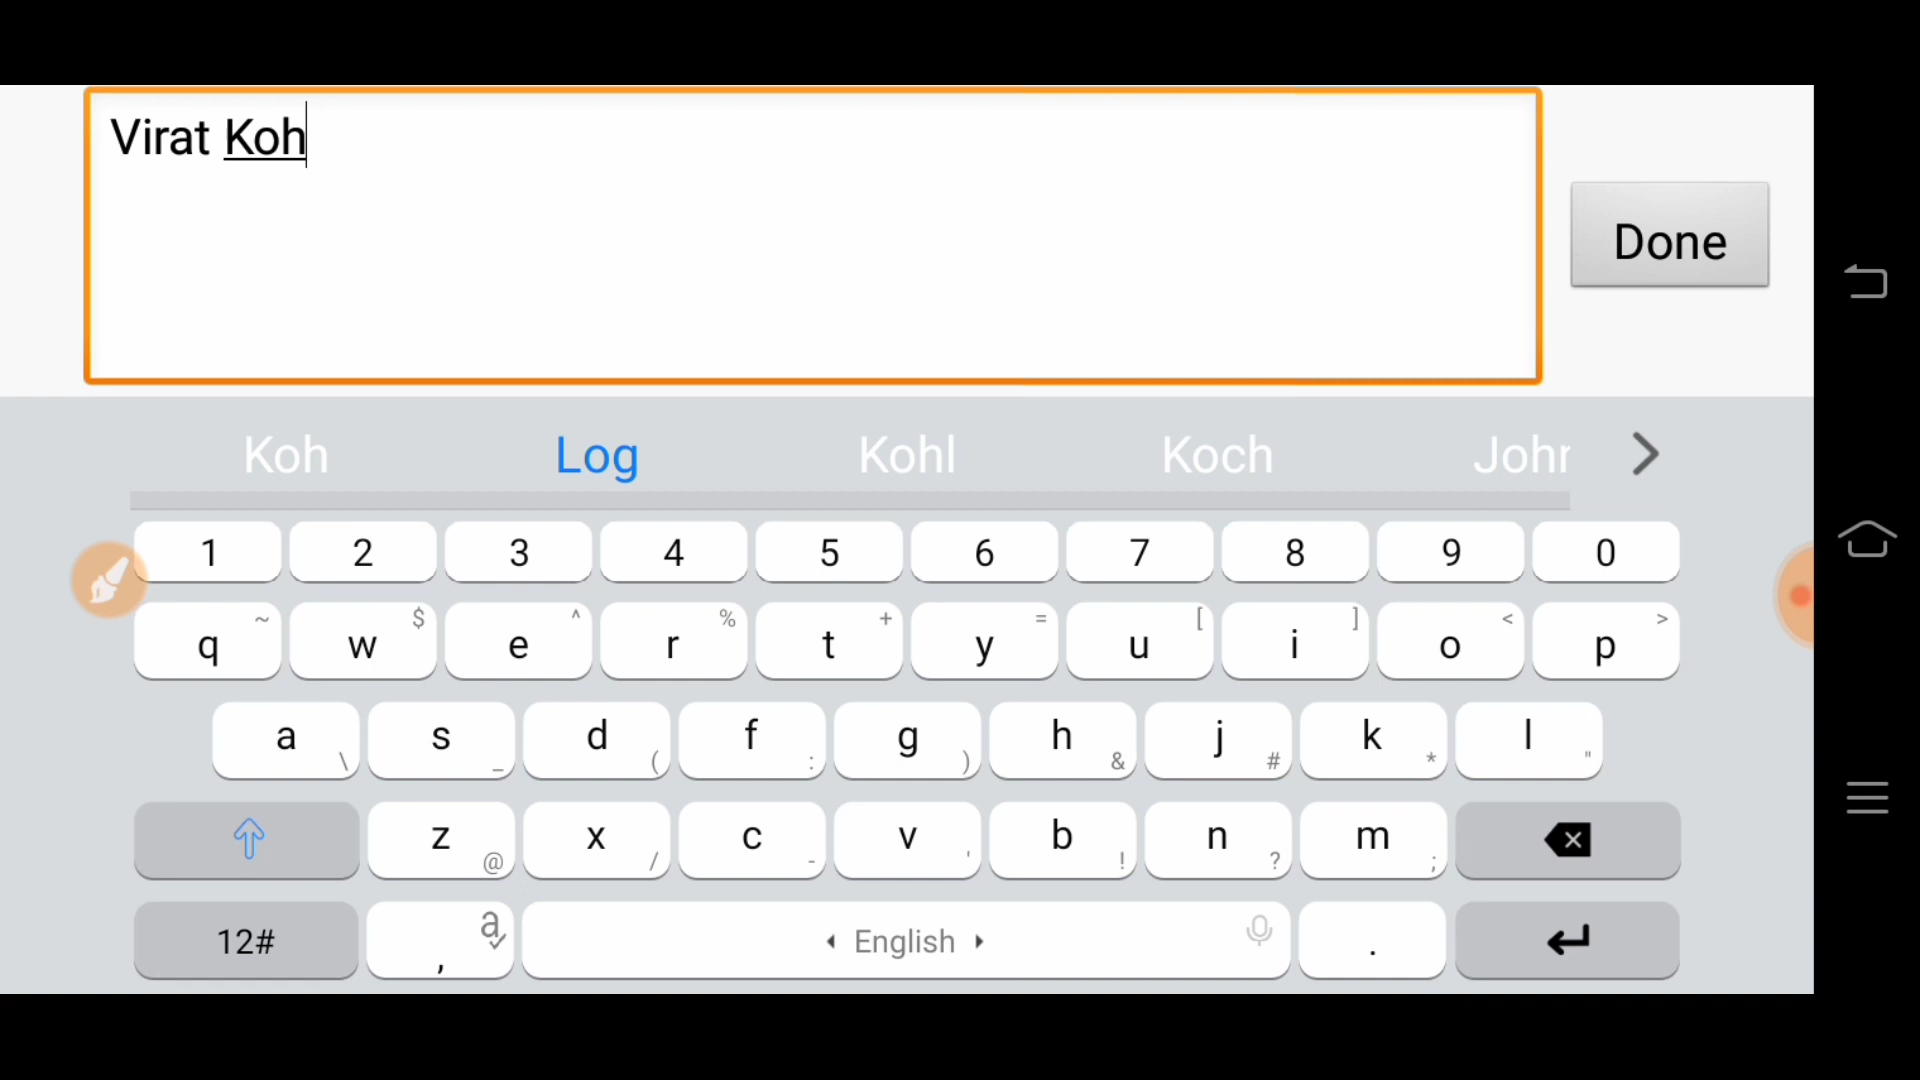 Virat Koh
Done
Koh Log Kohl Koch
1 2 3 4 5 6 7 8 9 0
~ $ ^ % + = [ ] < >
q w e r t y u i o p
a s d f g h j k l
\ _ ( : ) & # * "
z x c v b n m
@ / - ' ! ? ;
12# , a English .